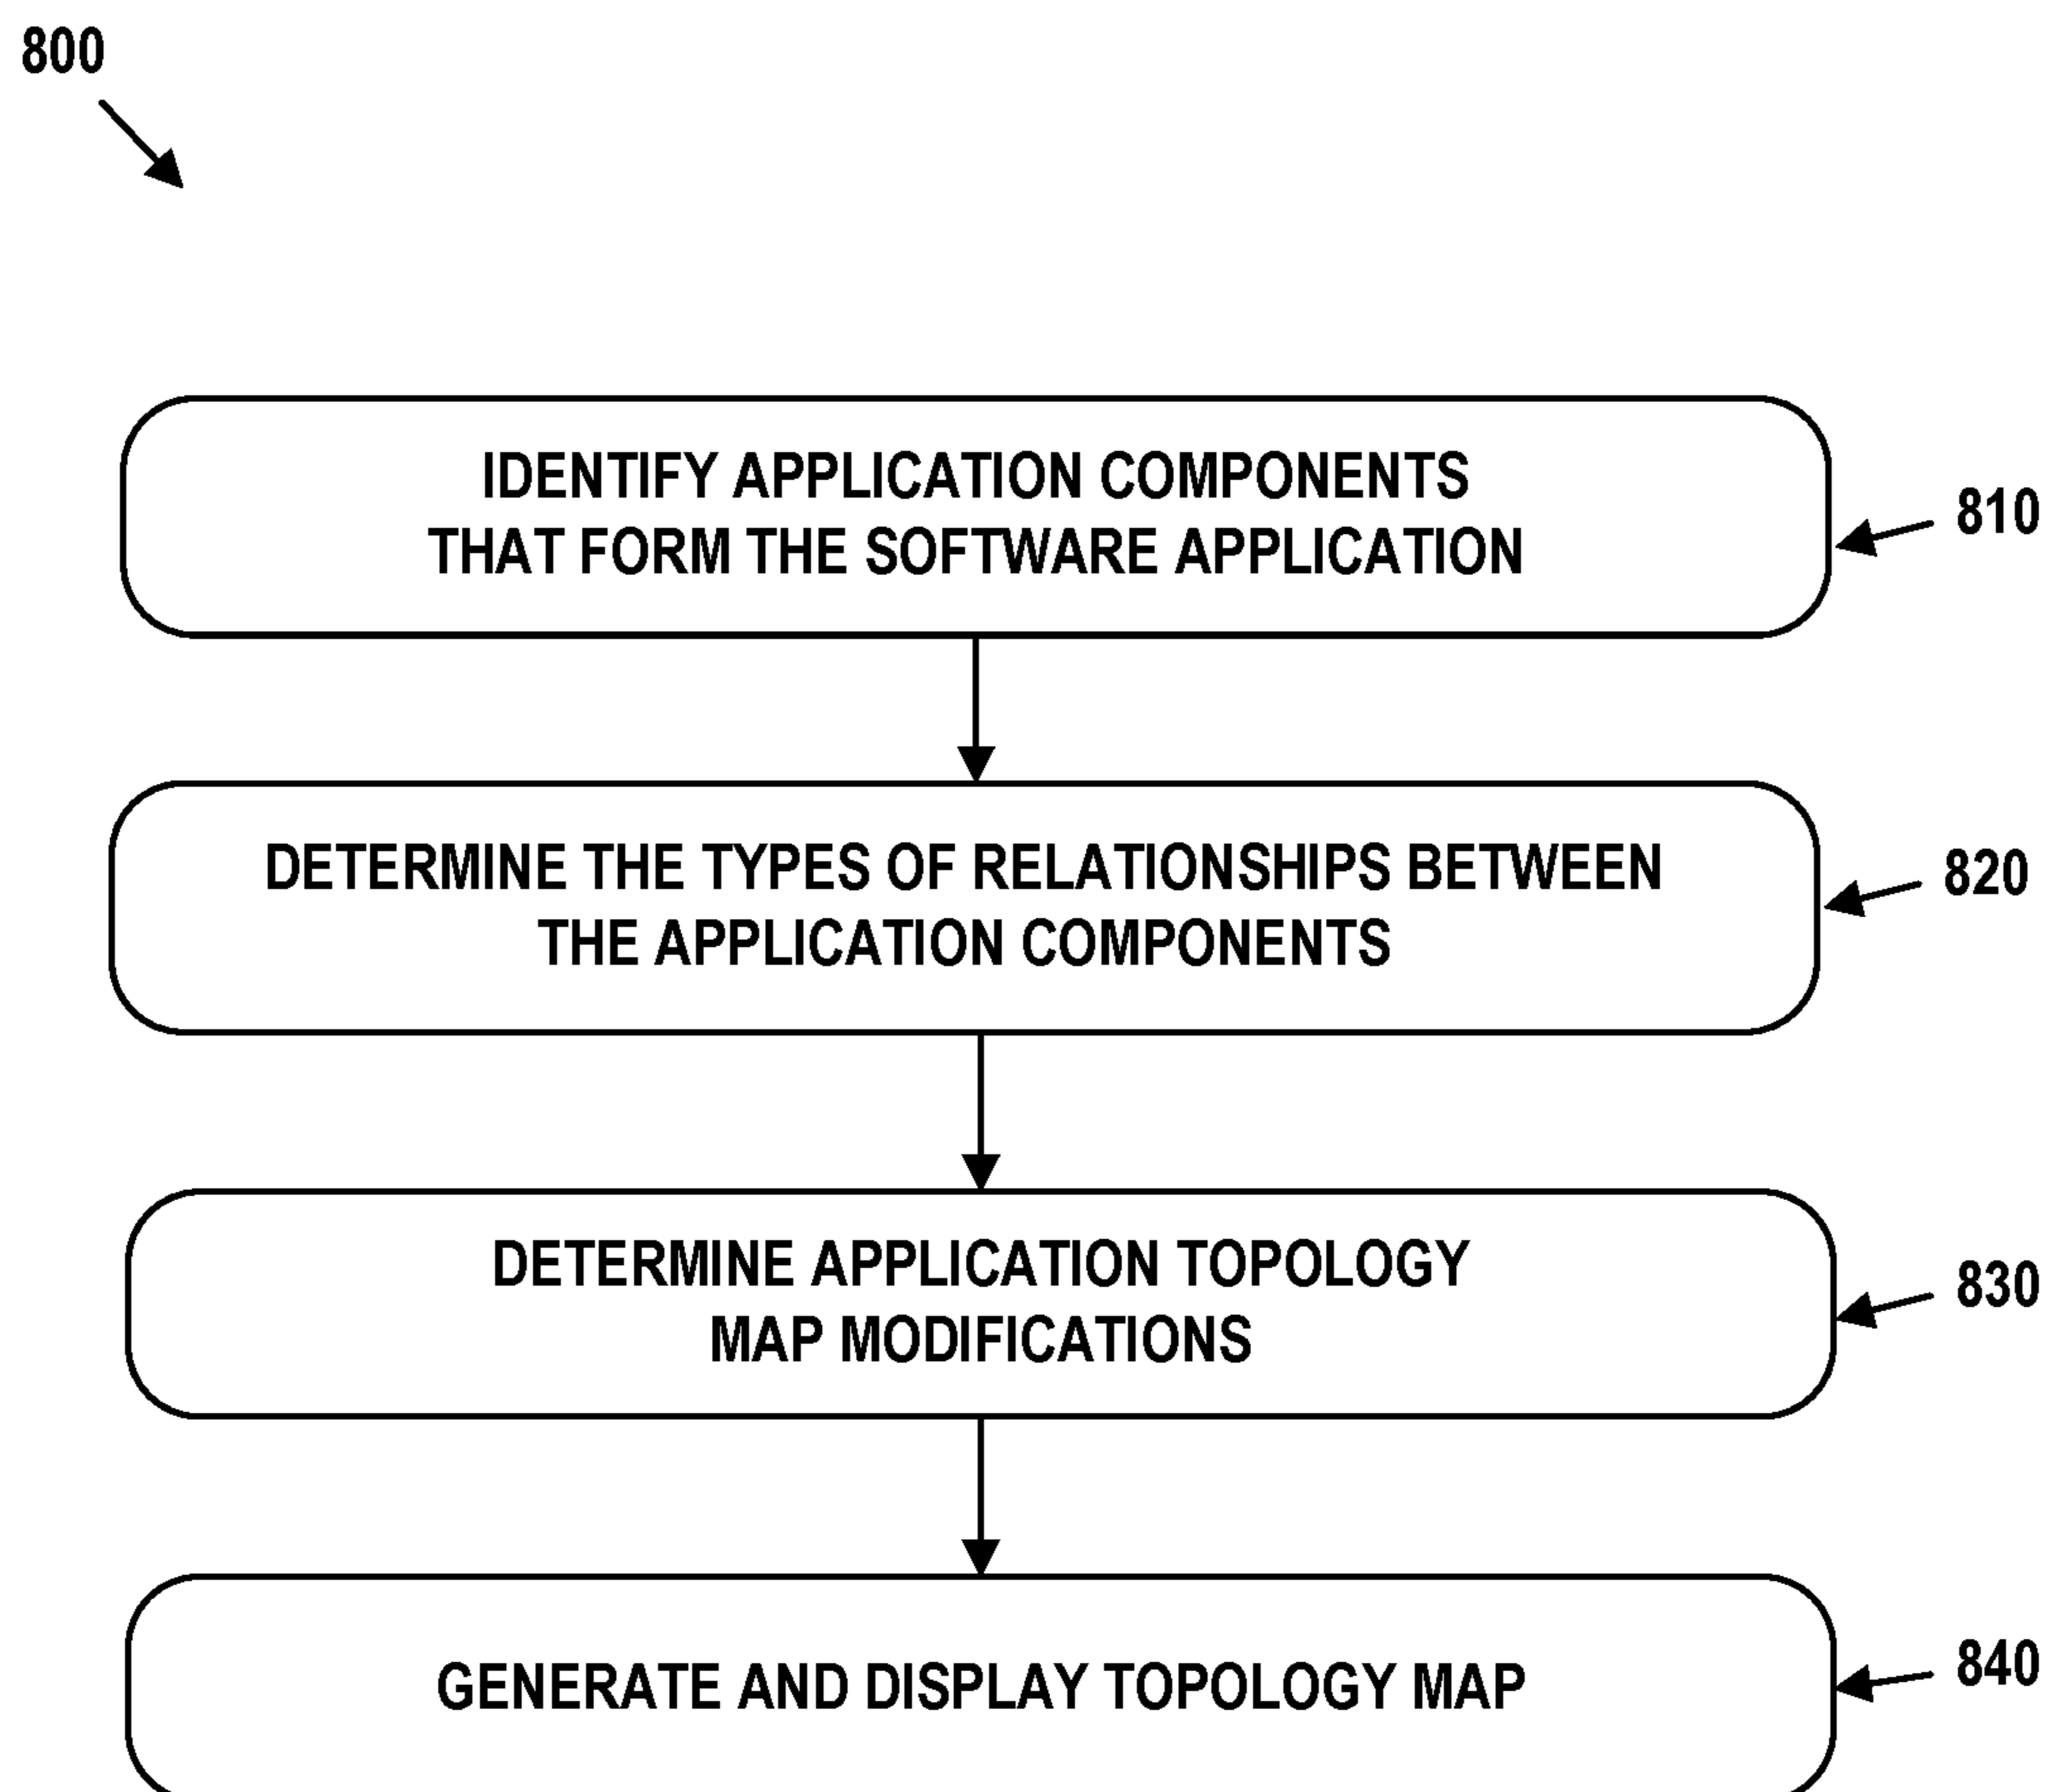 800
IDENTIFY APPLICATION COMPONENTS
THAT FORM THE SOFTWARE APPLICATION
810
DETERMINE THE TYPES OF RELATIONSHIPS BETWEEN
THE APPLICATION COMPONENTS
820
DETERMINE APPLICATION TOPOLOGY
MAP MODIFICATIONS
830
GENERATE AND DISPLAY TOPOLOGY MAP
840